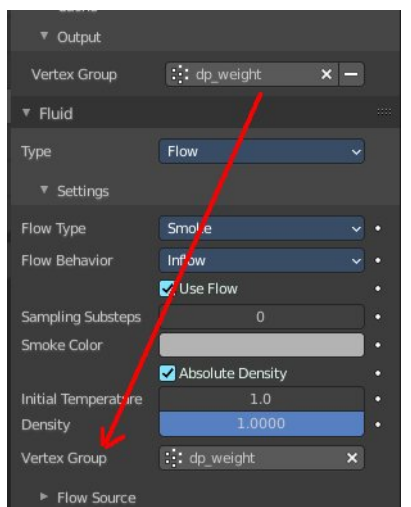 Output
Vertex Group dp_weight
Fluid
Type Flow
Settings
Flow Type Smoke
Flow Behavior Inflow
Use Flow
Sampling Substeps 0
Smoke Color
Absolute Density
Initial Temperature 1.0
Density 1.0000
Vertex Group dp_weight
Flow Source